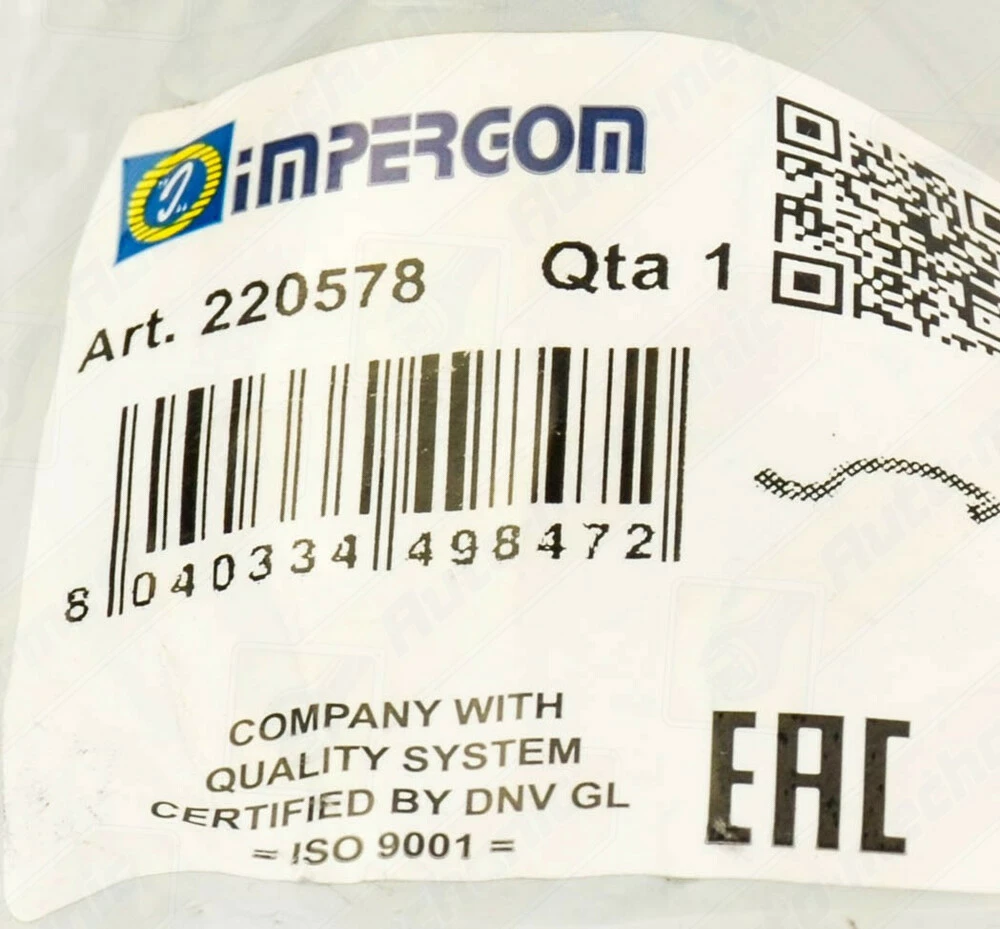 IMPERGOM
Art. 220578
Qta 1
8 040334 498472
COMPANY WITH
QUALITY SYSTEM
CERTIFIED BY DNV GL
= ISO 9001 =
EAC